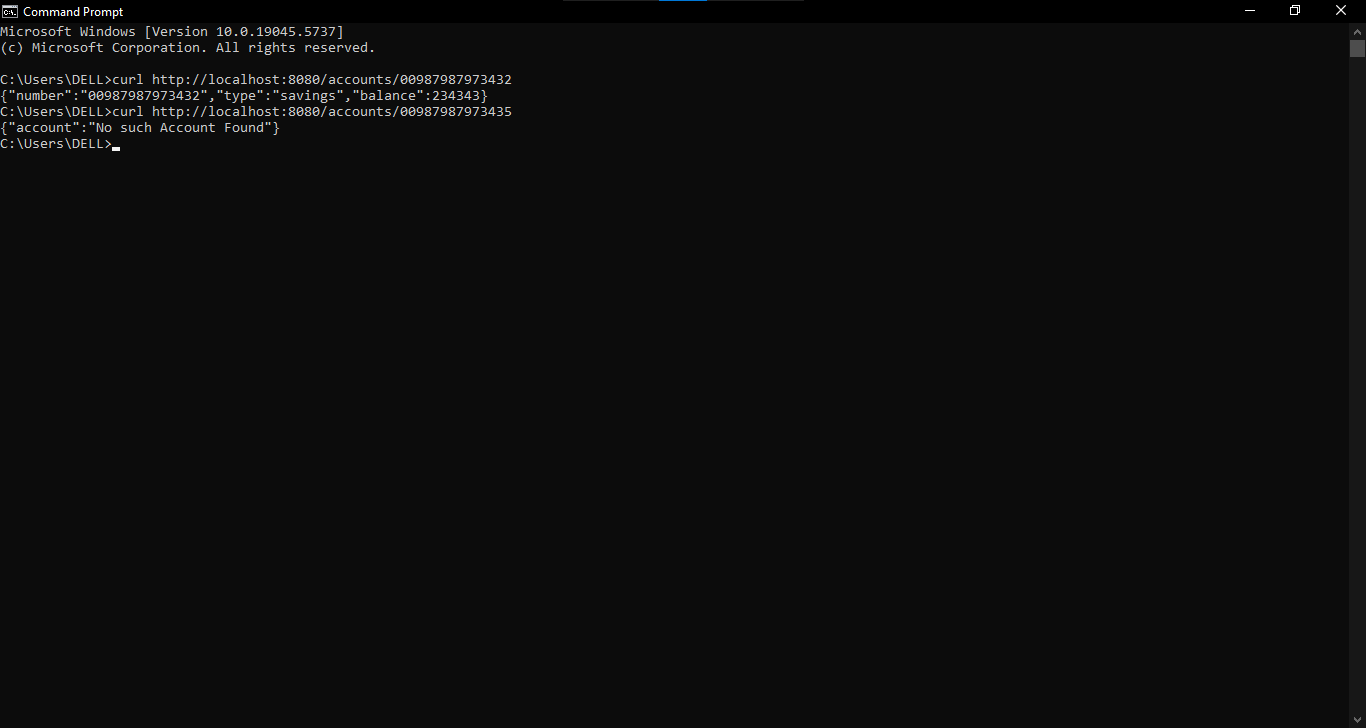 Command Prompt
Microsoft Windows [Version 10.0.19045.5737]
(c) Microsoft Corporation. All rights reserved.
C:\Users\DELL>curl http://localhost:8080/accounts/00987987973432
{"number":"00987987973432","type":"savings","balance":234343}
C:\Users\DELL>curl http://localhost:8080/accounts/00987987973435
{"account":"No such Account Found"}
C:\Users\DELL>